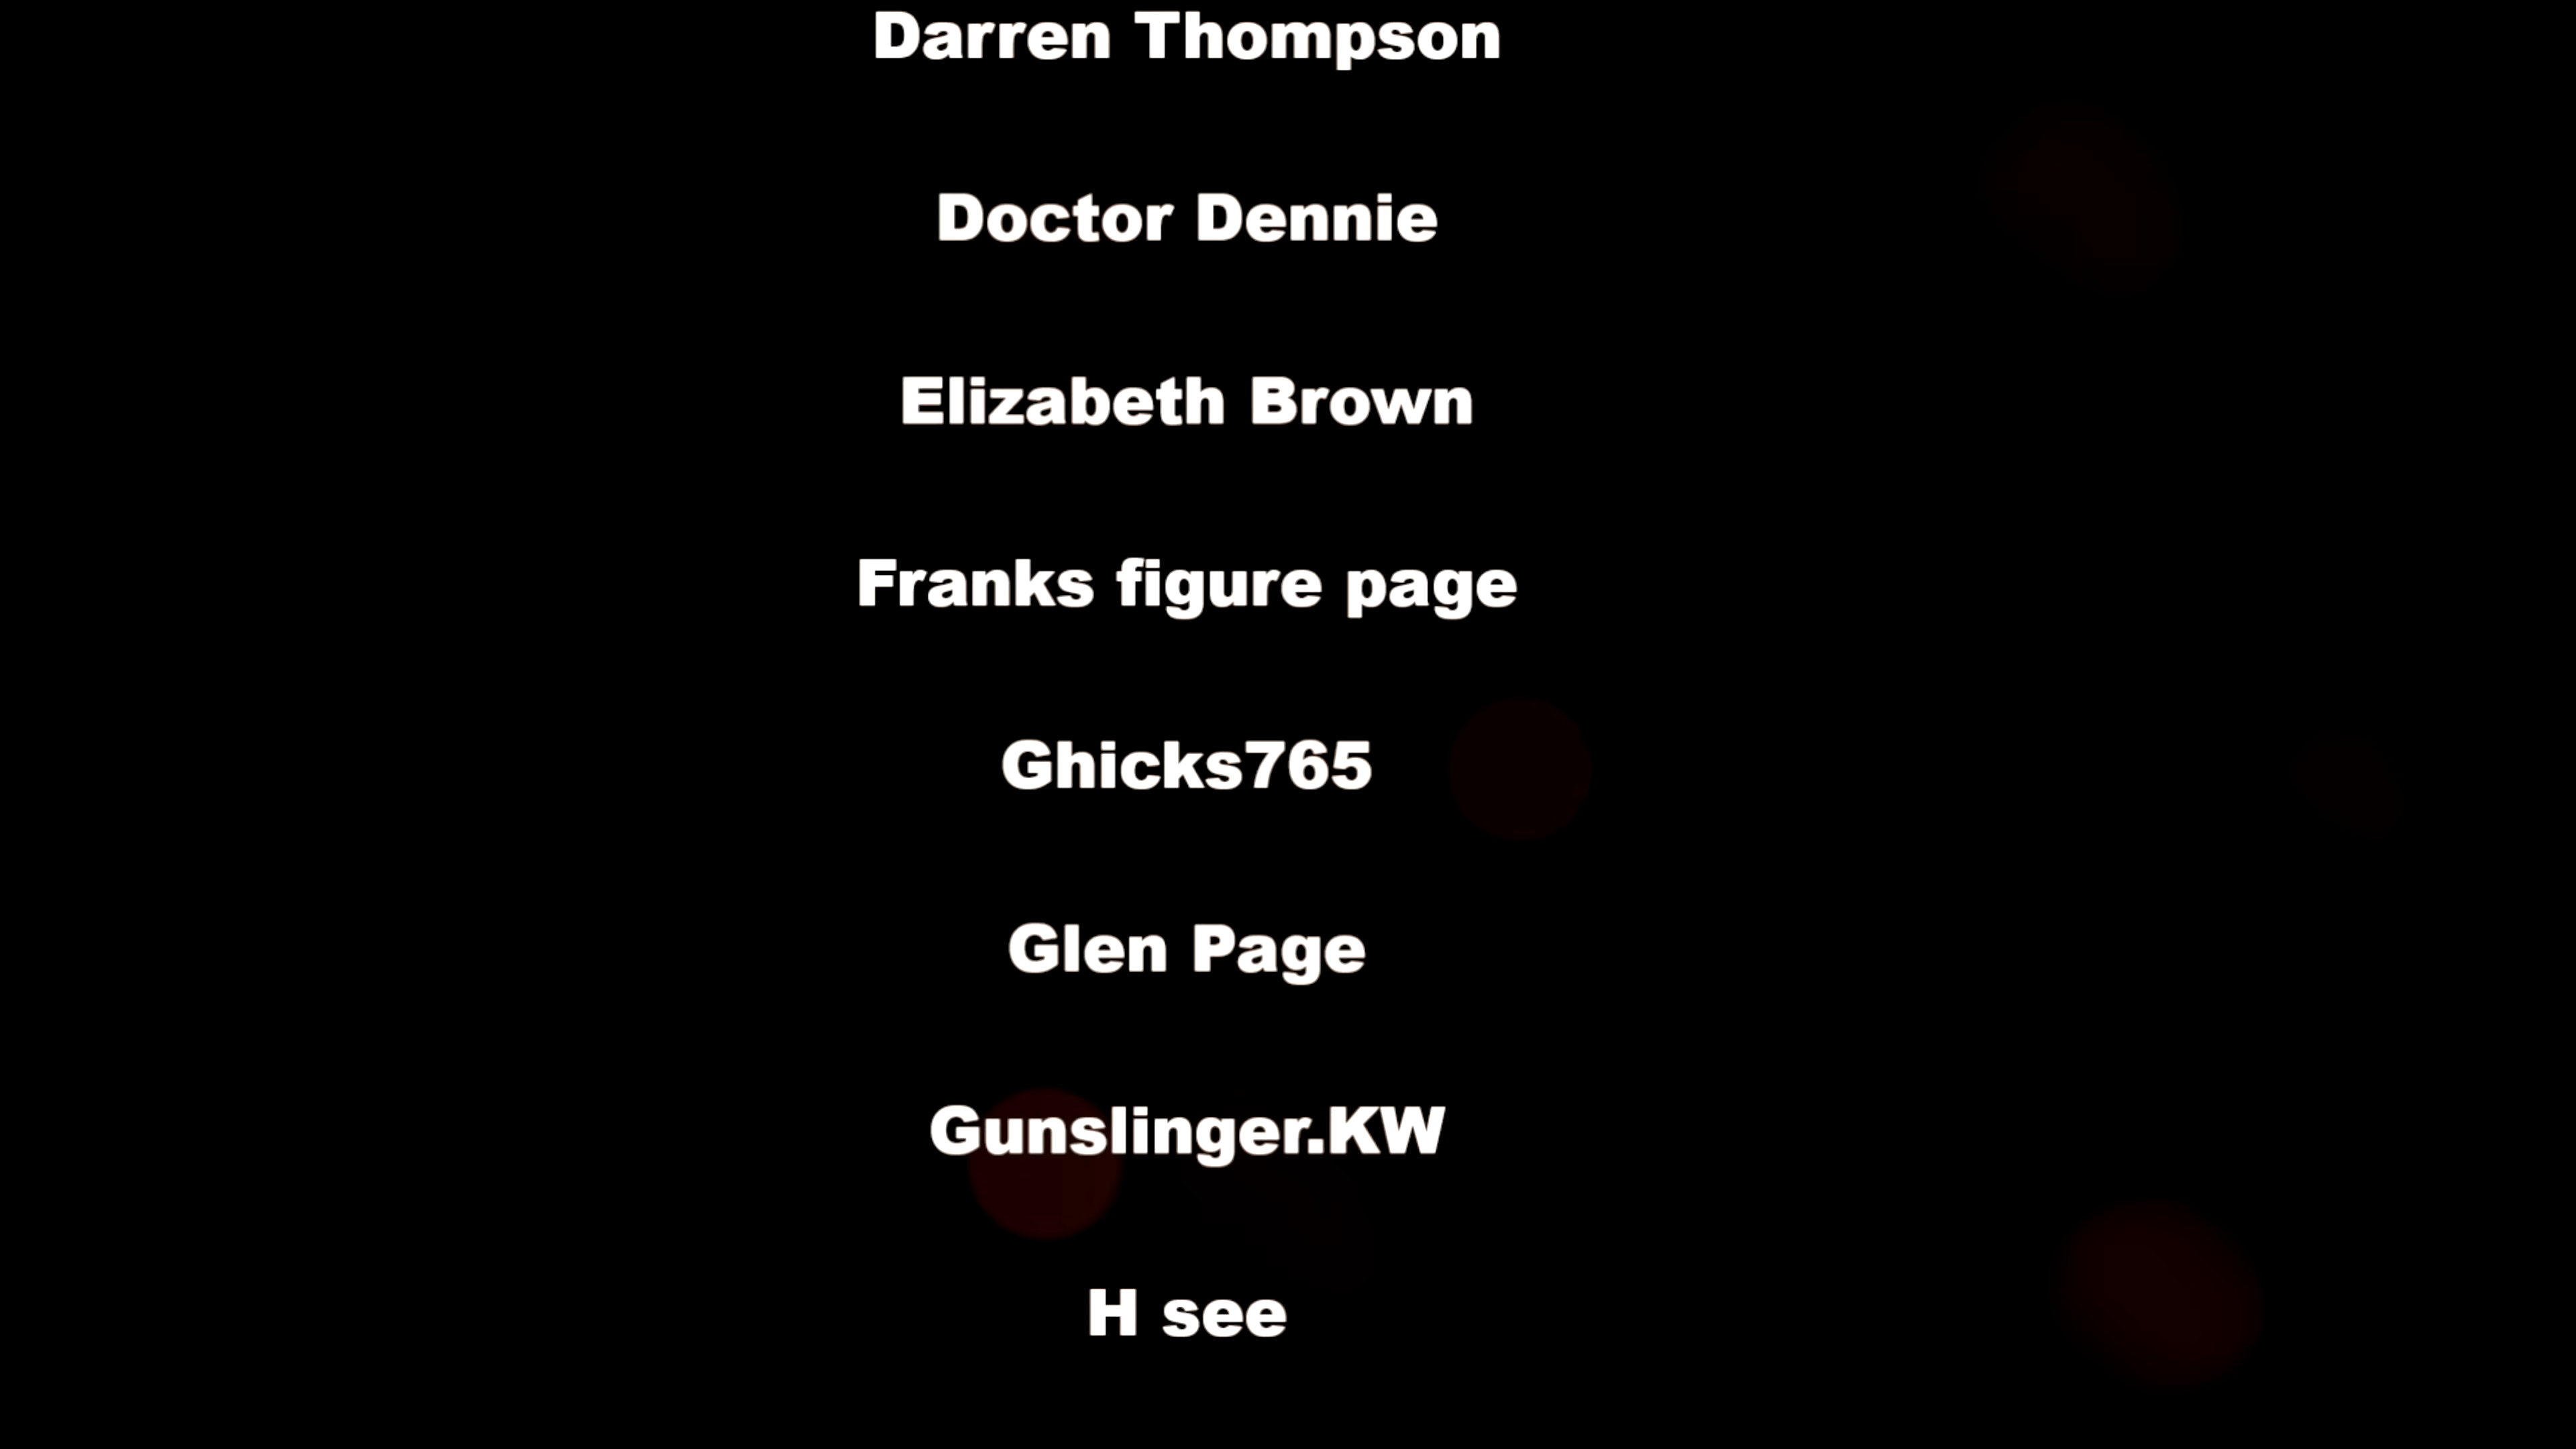 Darren Thompson
Doctor Dennie
Elizabeth Brown
Franks figure page
Ghicks765
Glen Page
Gunslinger.KW
H see